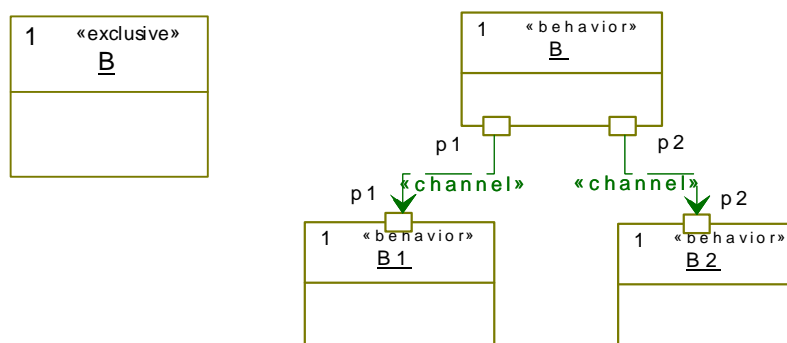 1 «exclusive»
B
1 «behavior»
B
p1 p2
«channel» «channel»
p1 p2
1 «behavior»
B1
1 «behavior»
B2